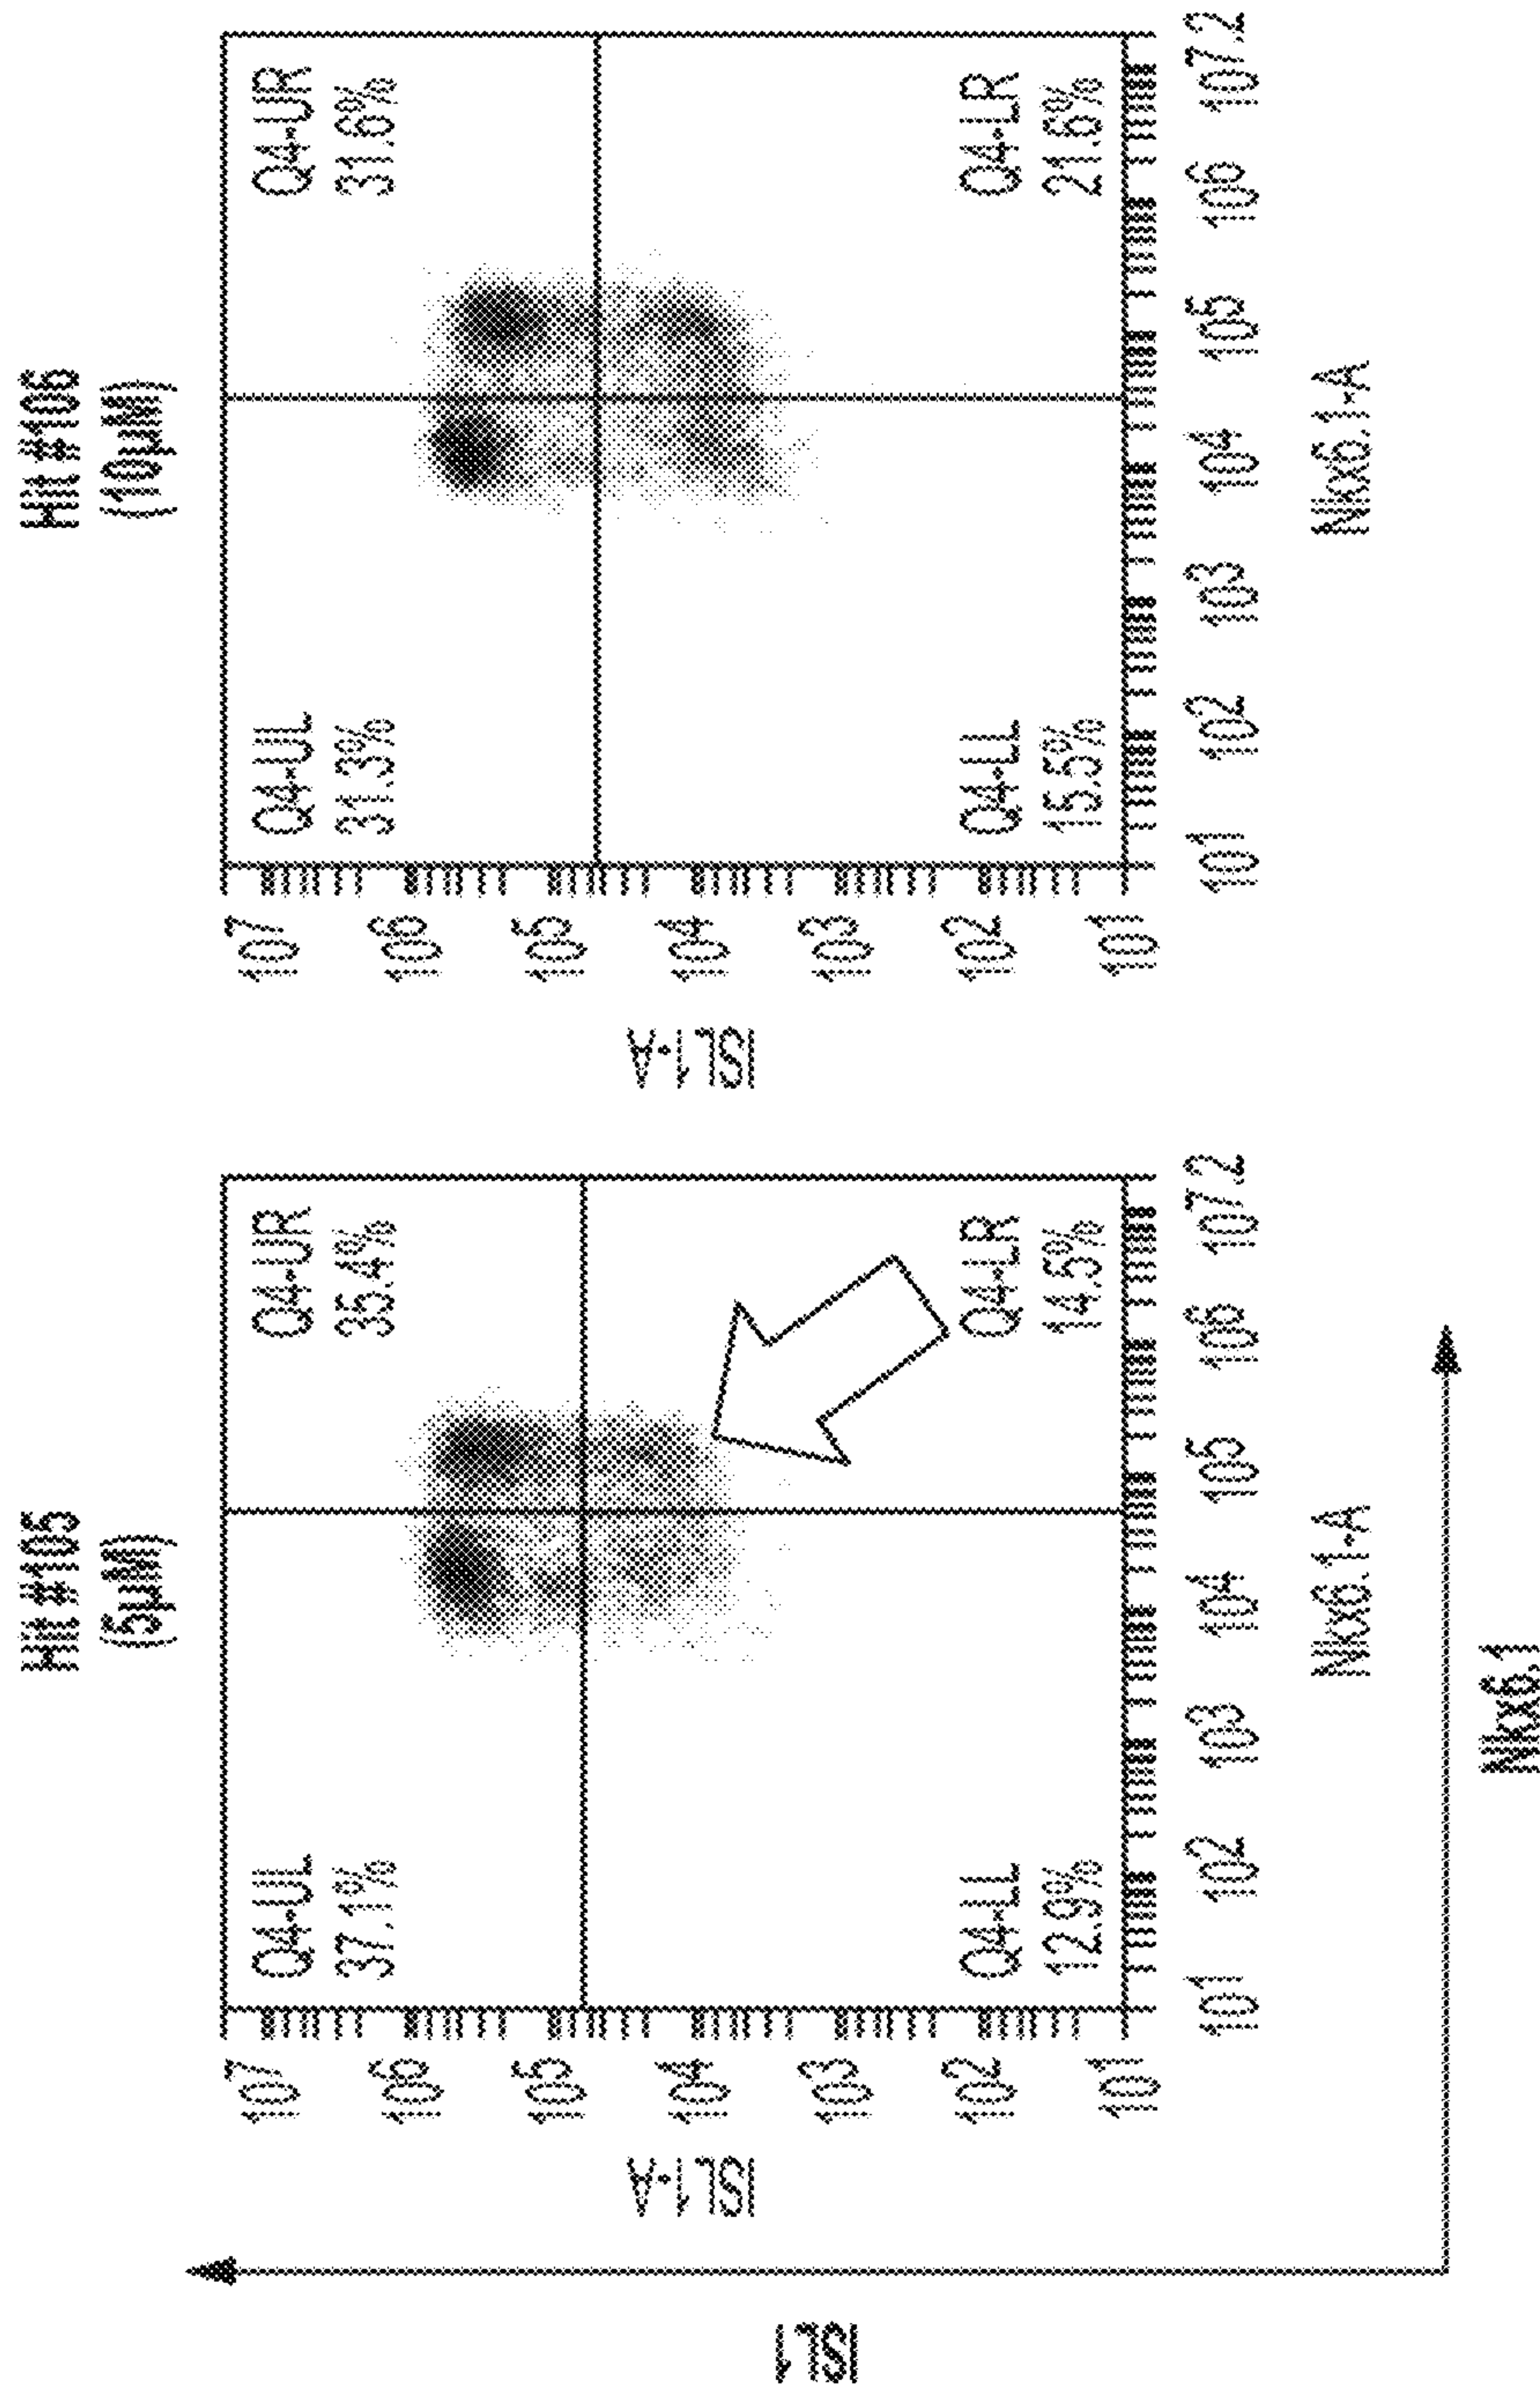 Hit #105
(5µM)
Q4-UL
37.1%
Q4-UR
35.4%
Q4-LL
12.9%
Q4-LR
14.5%
10⁷
10⁶
10⁵
10⁴
10³
10²
10¹
ISL1-A
10¹
10²
10³
10⁴
10⁵
10⁶
10⁷.²
Nkx6.1-A
Hit #106
(10µM)
Q4-UL
31.3%
Q4-UR
31.6%
Q4-LL
15.5%
Q4-LR
21.6%
10⁷
10⁶
10⁵
10⁴
10³
10²
10¹
ISL1-A
10¹
10²
10³
10⁴
10⁵
10⁶
10⁷.²
Nkx6.1-A
ISL1
Nkx6.1